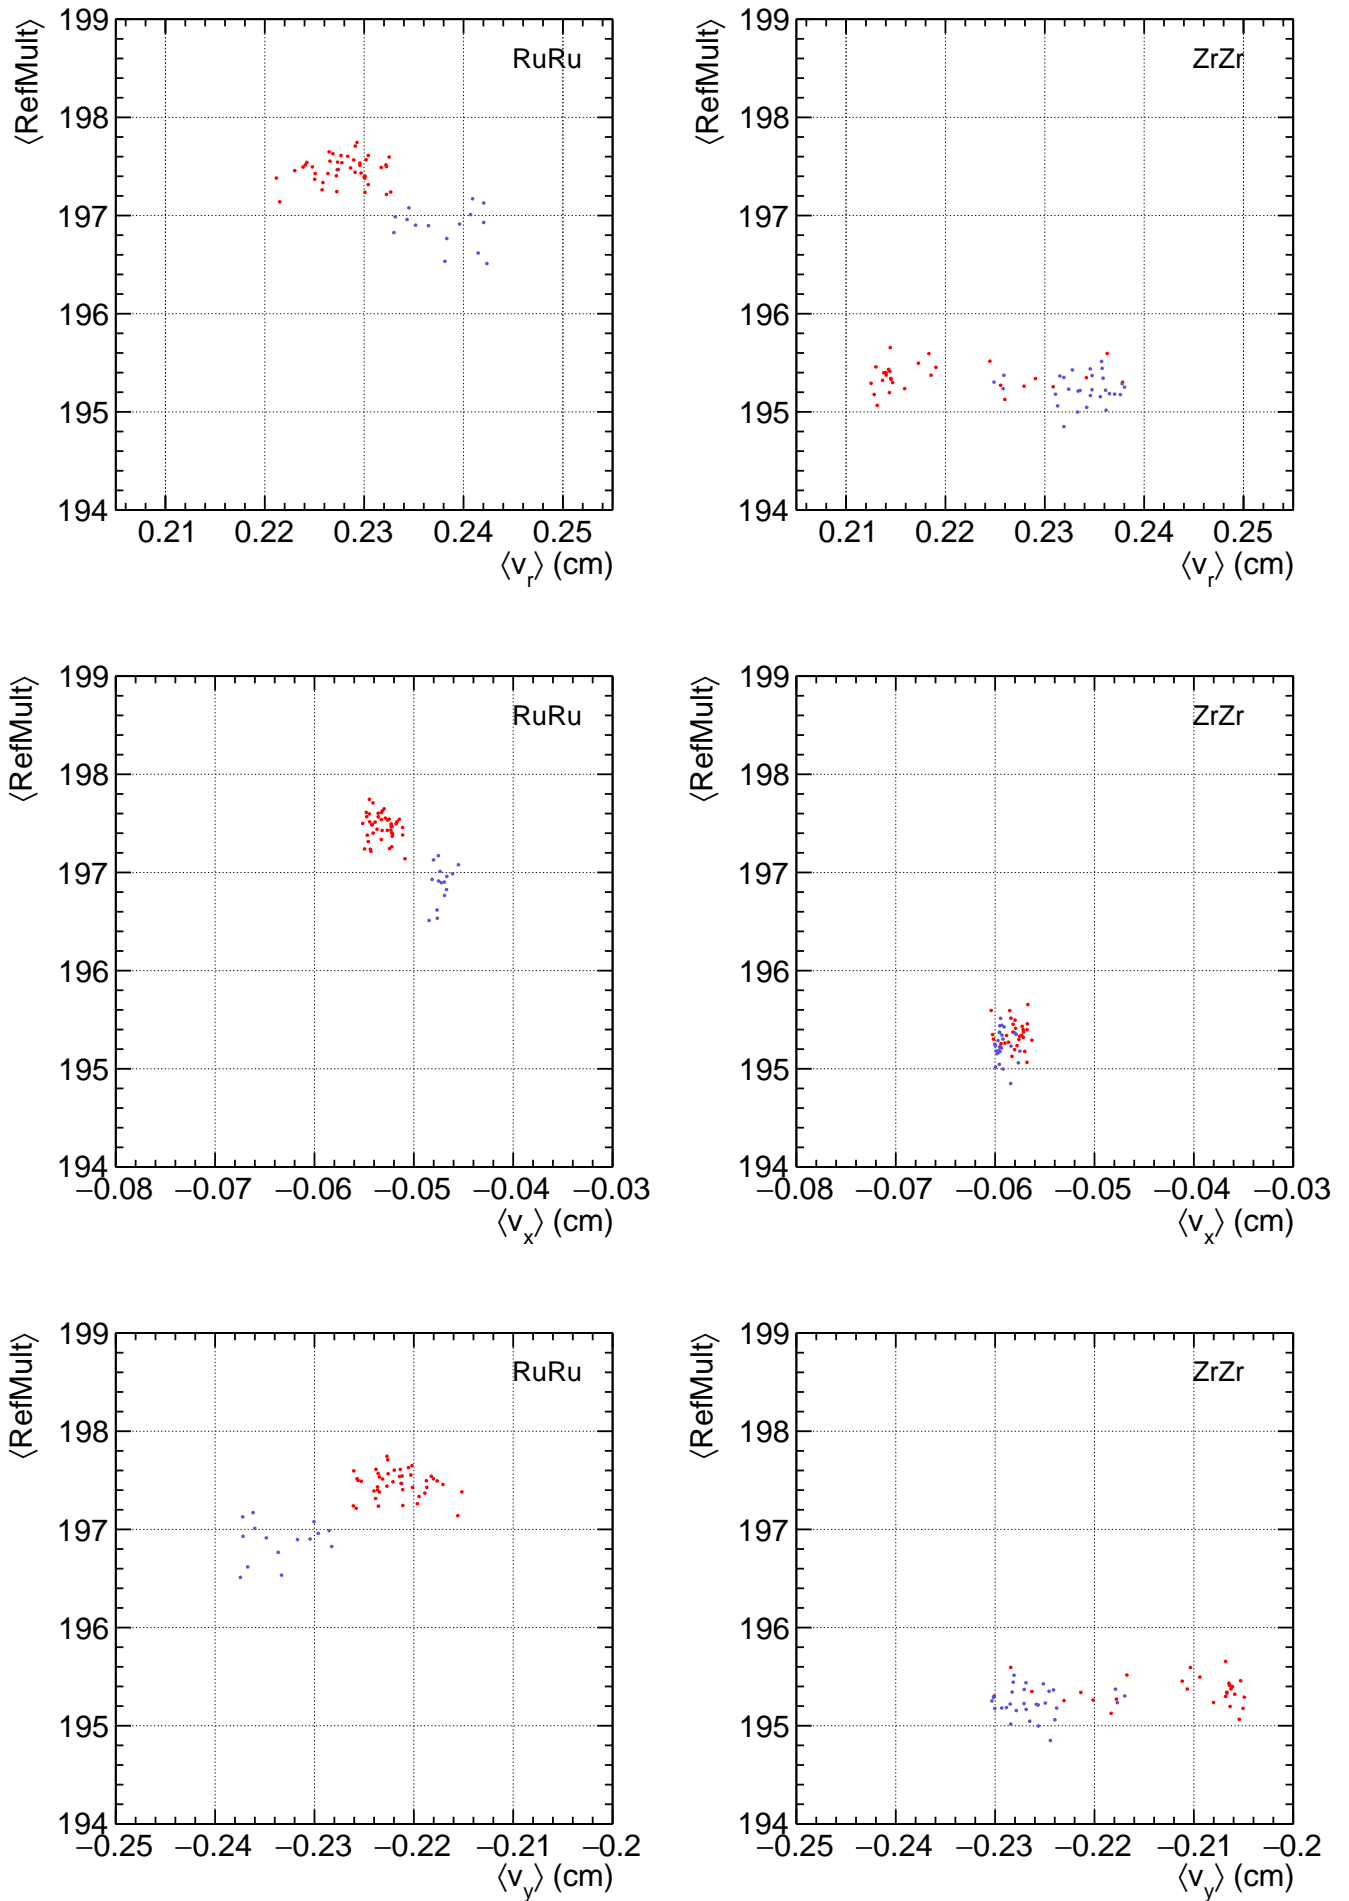 199 199
⟨RefMult⟩ RuRu ⟨RefMult⟩ ZrZr
198 198
197 197
196 196
195 195
194 194
0.21 0.22 0.23 0.24 0.25 0.21 0.22 0.23 0.24 0.25
⟨v_r⟩ (cm) ⟨v_r⟩ (cm)
199 199
⟨RefMult⟩ RuRu ⟨RefMult⟩ ZrZr
198 198
197 197
196 196
195 195
194 194
−0.08 −0.07 −0.06 −0.05 −0.04 −0.03 −0.08 −0.07 −0.06 −0.05 −0.04 −0.03
⟨v_x⟩ (cm) ⟨v_x⟩ (cm)
199 199
⟨RefMult⟩ RuRu ⟨RefMult⟩ ZrZr
198 198
197 197
196 196
195 195
194 194
−0.25 −0.24 −0.23 −0.22 −0.21 −0.2 −0.25 −0.24 −0.23 −0.22 −0.21 −0.2
⟨v_y⟩ (cm) ⟨v_y⟩ (cm)